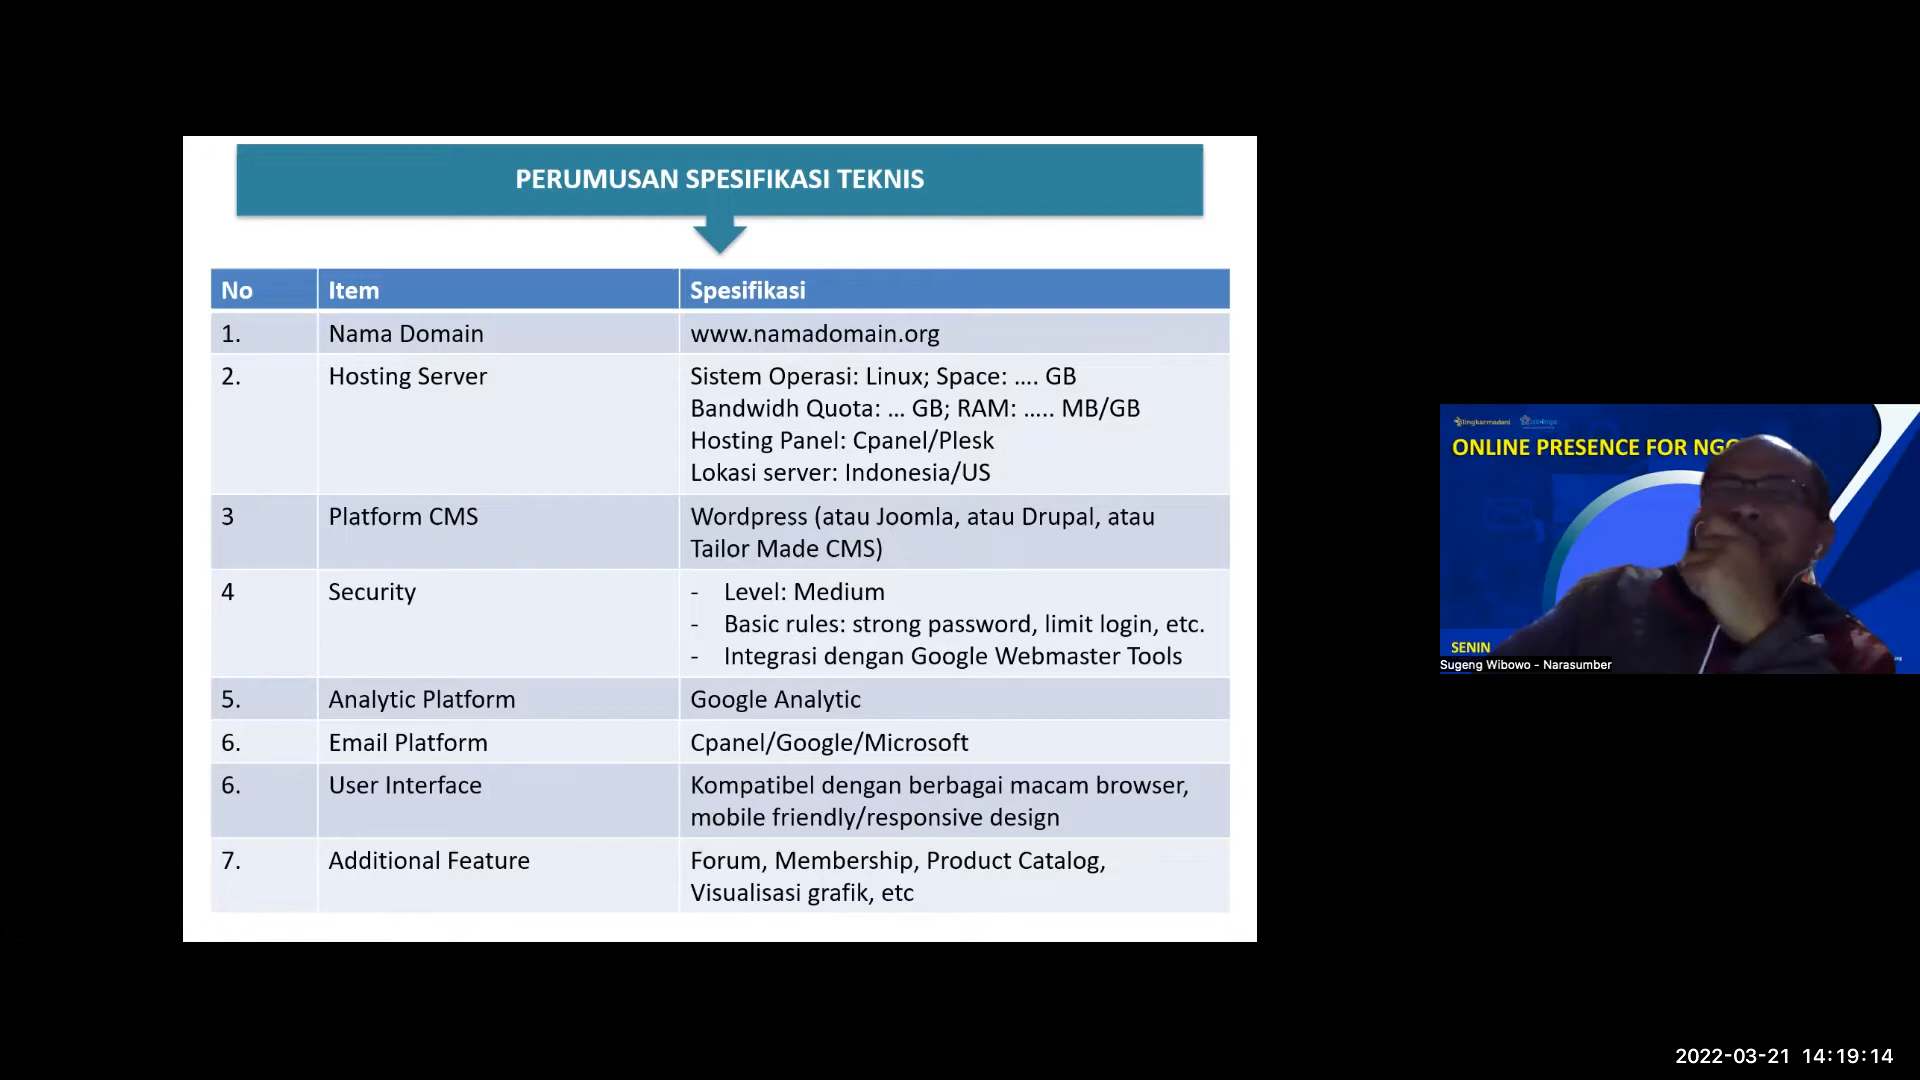 PERUMUSAN SPESIFIKASI TEKNIS
No Item Spesifikasi
1. Nama Domain www.namadomain.org
2. Hosting Server Sistem Operasi: Linux; Space: .... GB
Bandwidh Quota: ... GB; RAM: ..... MB/GB
Hosting Panel: Cpanel/Plesk
Lokasi server: Indonesia/US
3 Platform CMS Wordpress (atau Joomla, atau Drupal, atau
Tailor Made CMS)
4 Security - Level: Medium
- Basic rules: strong password, limit login, etc.
- Integrasi dengan Google Webmaster Tools
5. Analytic Platform Google Analytic
6. Email Platform Cpanel/Google/Microsoft
6. User Interface Kompatibel dengan berbagai macam browser,
mobile friendly/responsive design
7. Additional Feature Forum, Membership, Product Catalog,
Visualisasi grafik, etc
lingkarmadani
ONLINE PRESENCE FOR NGO
SENIN
Sugeng Wibowo - Narasumber
2022-03-21 14:19:14